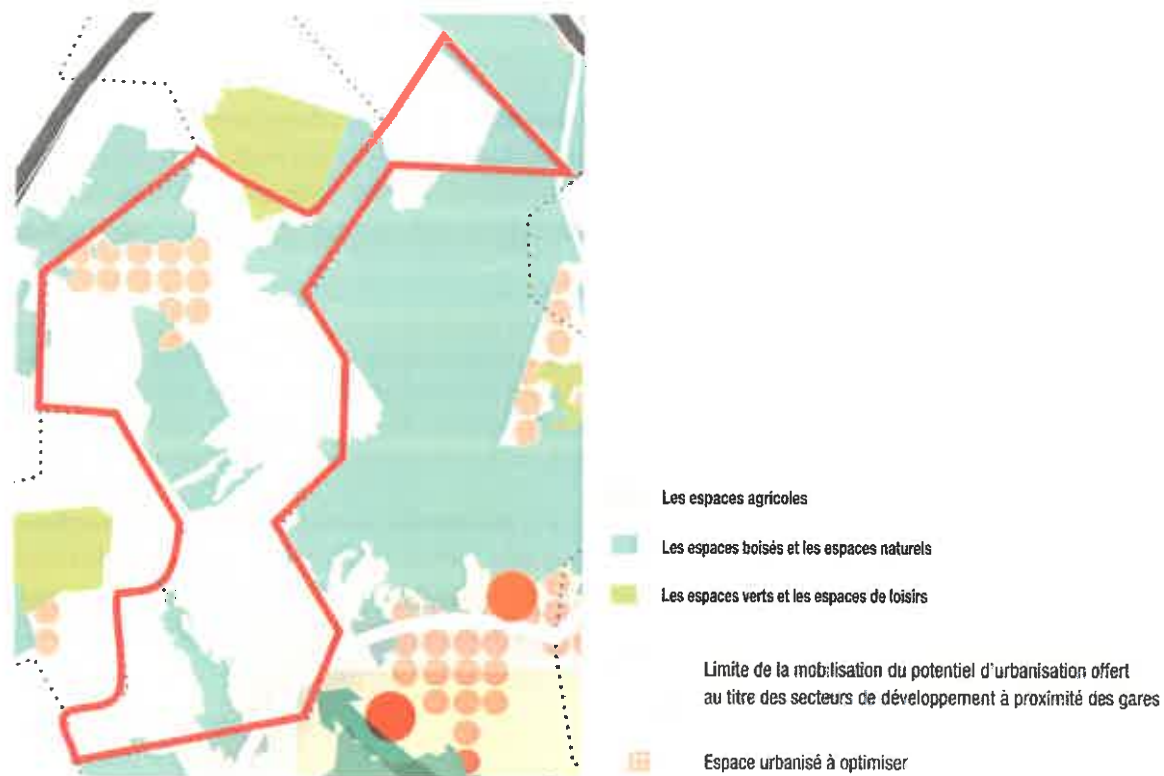 Les espaces agricoles
Les espaces boisés et les espaces naturels
Les espaces verts et les espaces de loisirs
Limite de la mobilisation du potentiel d'urbanisation offert
au titre des secteurs de développement à proximité des gares
Espace urbanisé à optimiser